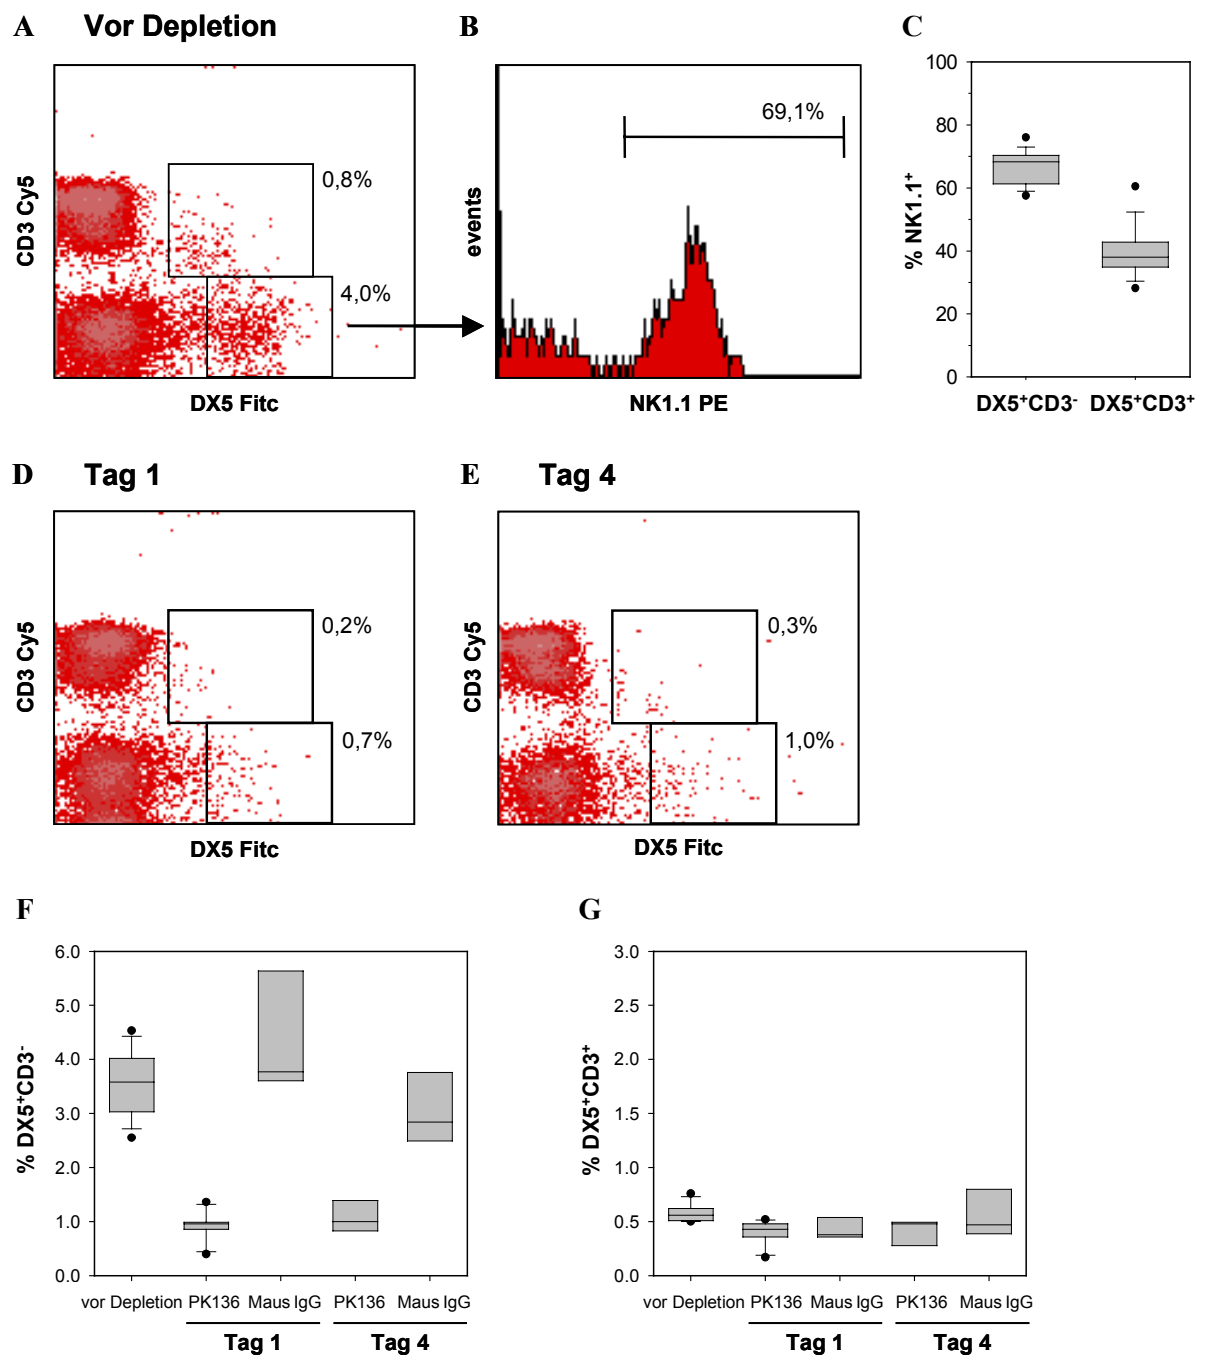 A Vor Depletion
CD3 Cy5
0,8%
4,0%
DX5 Fitc
B
events
69,1%
NK1.1 PE
C
% NK1.1⁺
100
80
60
40
20
0
DX5⁺CD3⁻ DX5⁺CD3⁺
D Tag 1
CD3 Cy5
0,2%
0,7%
DX5 Fitc
E Tag 4
CD3 Cy5
0,3%
1,0%
DX5 Fitc
F
% DX5⁺CD3⁻
6.0
5.0
4.0
3.0
2.0
1.0
0.0
vor Depletion PK136 Maus IgG PK136 Maus IgG
Tag 1 Tag 4
G
% DX5⁺CD3⁺
3.0
2.5
2.0
1.5
1.0
0.5
0.0
vor Depletion PK136 Maus IgG PK136 Maus IgG
Tag 1 Tag 4